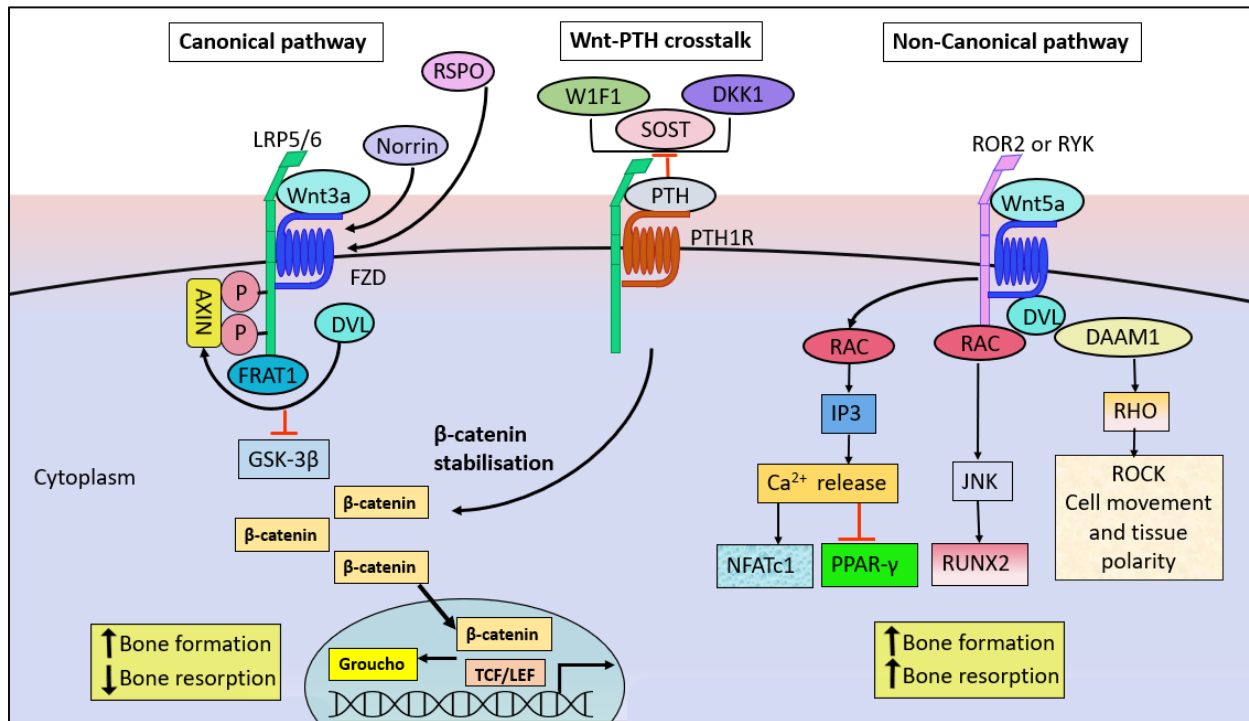 Canonical pathway
Wnt-PTH crosstalk
Non-Canonical pathway
RSPO
W1F1
DKK1
SOST
LRP5/6
Norrin
ROR2 or RYK
Wnt3a
PTH
Wnt5a
PTH1R
FZD
AXIN
P
P
DVL
FRAT1
DVL
RAC
RAC
DAAM1
IP3
RHO
GSK-3β
β-catenin
stabilisation
Cytoplasm
Ca²⁺ release
JNK
ROCK
Cell movement
and tissue
polarity
β-catenin
β-catenin
β-catenin
NFATc1
PPAR-γ
RUNX2
β-catenin
Groucho
TCF/LEF
↑Bone formation
↓Bone resorption
↑Bone formation
↑Bone resorption